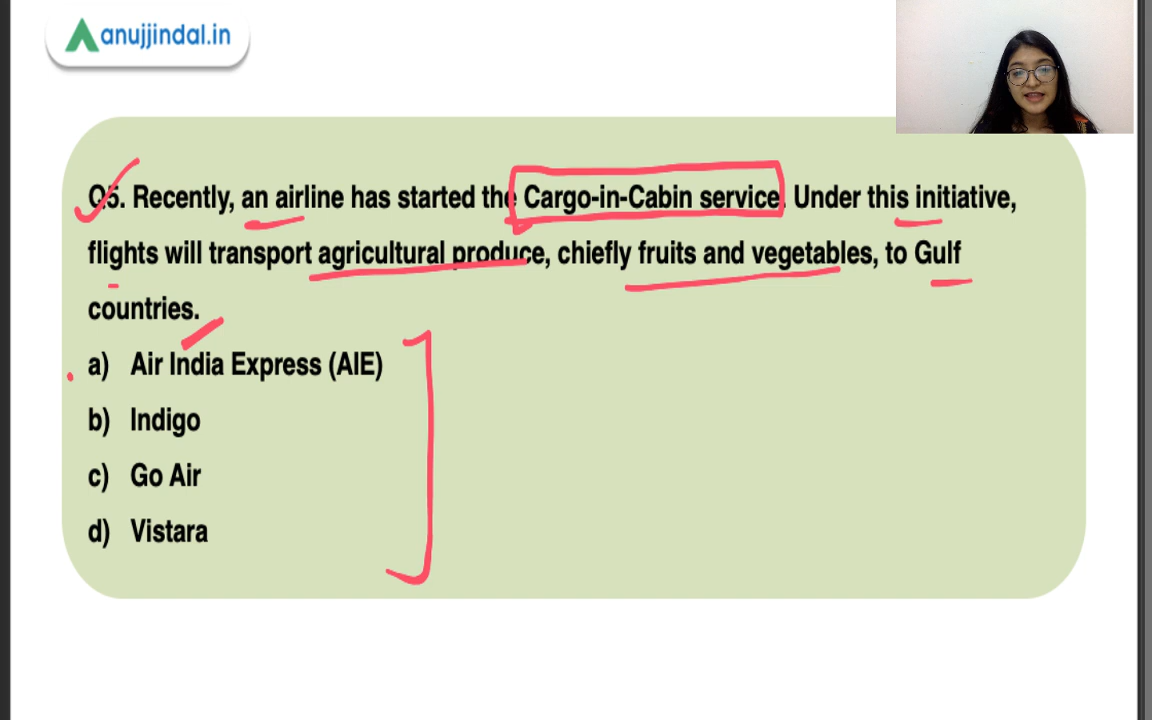 anujjindal.in
Q5. Recently, an airline has started the Cargo-in-Cabin service. Under this initiative,
flights will transport agricultural produce, chiefly fruits and vegetables, to Gulf
countries.
a) Air India Express (AIE)
b) Indigo
c) Go Air
d) Vistara